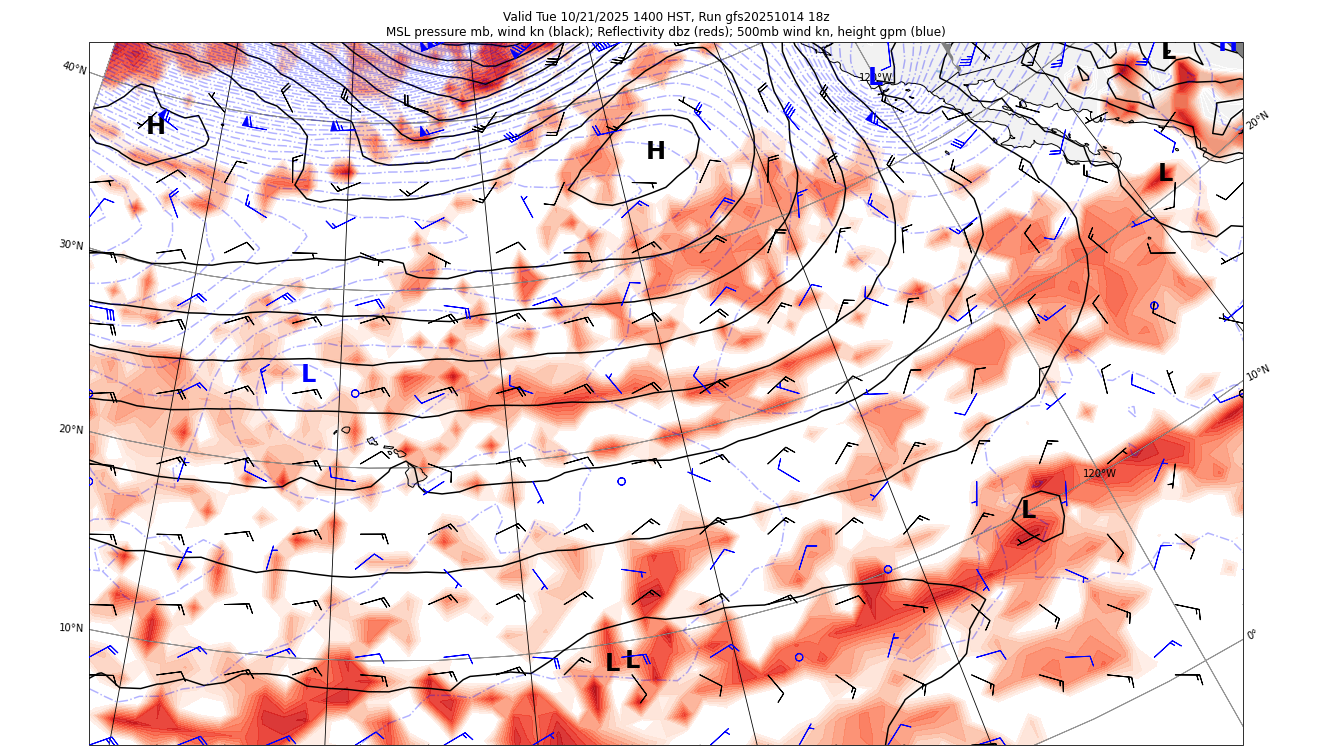 Valid Tue 10/21/2025 1400 HST, Run gfs20251014 18z
MSL pressure mb, wind kn (black); Reflectivity dbz (reds); 500mb wind kn, height gpm (blue)
L
H
40°N
L
120°W
H
20°N
H
L
30°N
L
10°N
20°N
120°W
L
10°N
0°
L
L